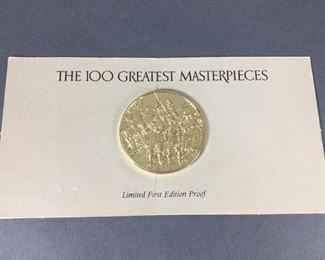 THE 100 GREATEST MASTERPIECES
Limited First Edition Proof